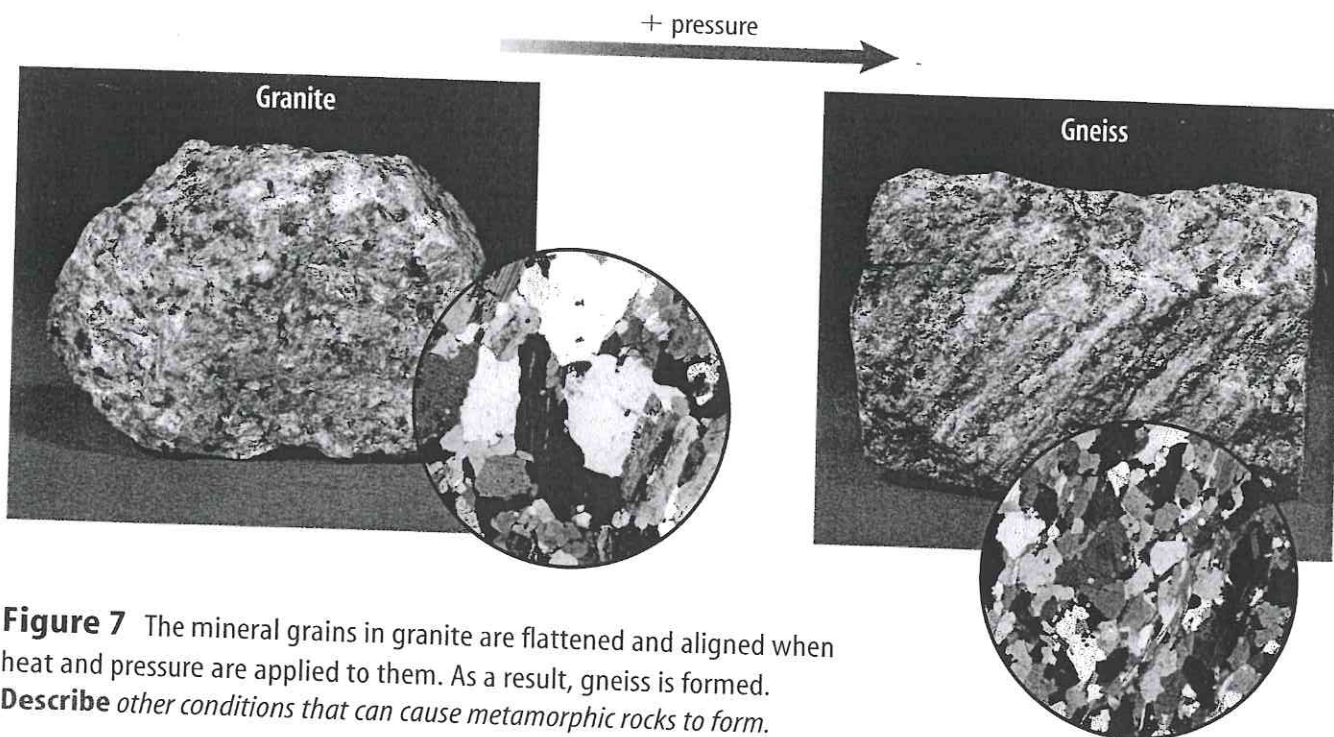 + pressure
Granite
Gneiss
Figure 7 The mineral grains in granite are flattened and aligned when
heat and pressure are applied to them. As a result, gneiss is formed.
Describe other conditions that can cause metamorphic rocks to form.